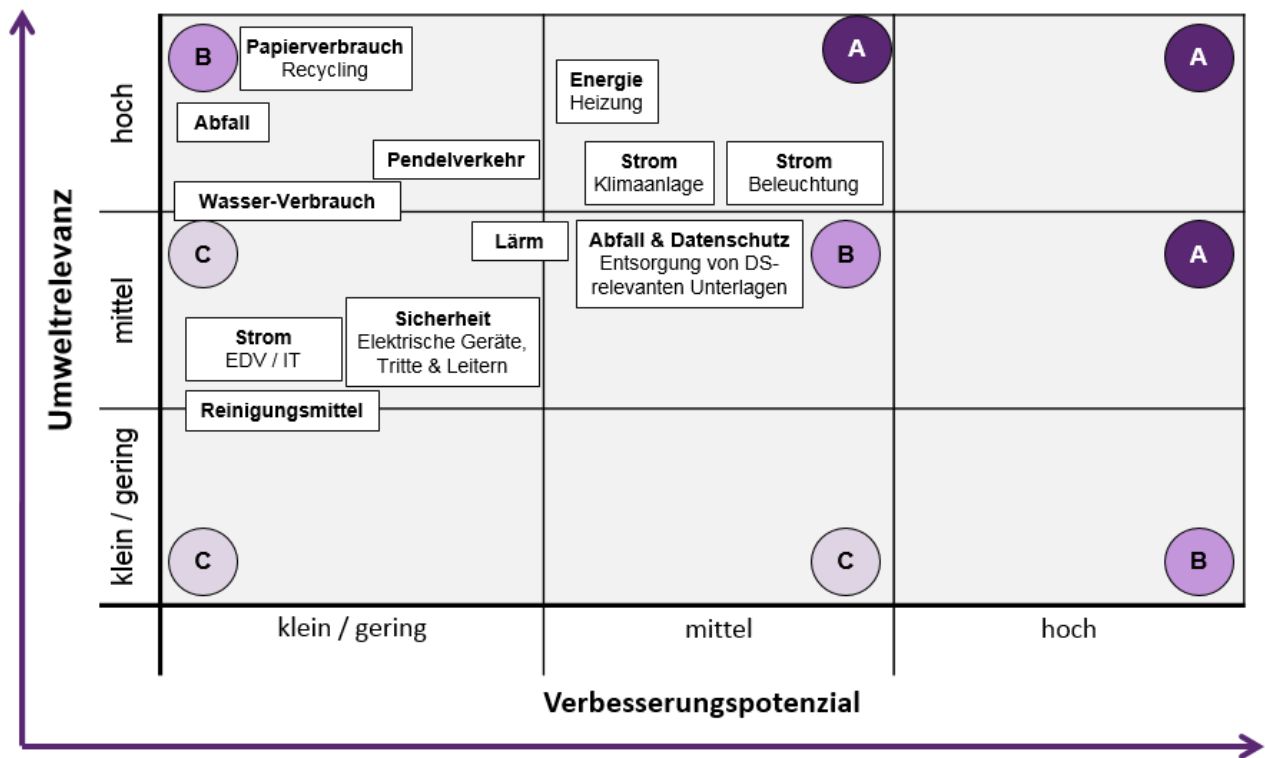 Umweltrelevanz
hoch
B
Papierverbrauch
Recycling
Abfall
Pendelverkehr
Wasser-Verbrauch
Energie
Heizung
A
Strom
Klimaanlage
Strom
Beleuchtung
A
mittel
C
Lärm
Abfall & Datenschutz
Entsorgung von DS-
relevanten Unterlagen
B
A
Strom
EDV / IT
Sicherheit
Elektrische Geräte,
Tritte & Leitern
Reinigungsmittel
klein / gering
C
C
B
klein / gering
mittel
hoch
Verbesserungspotenzial